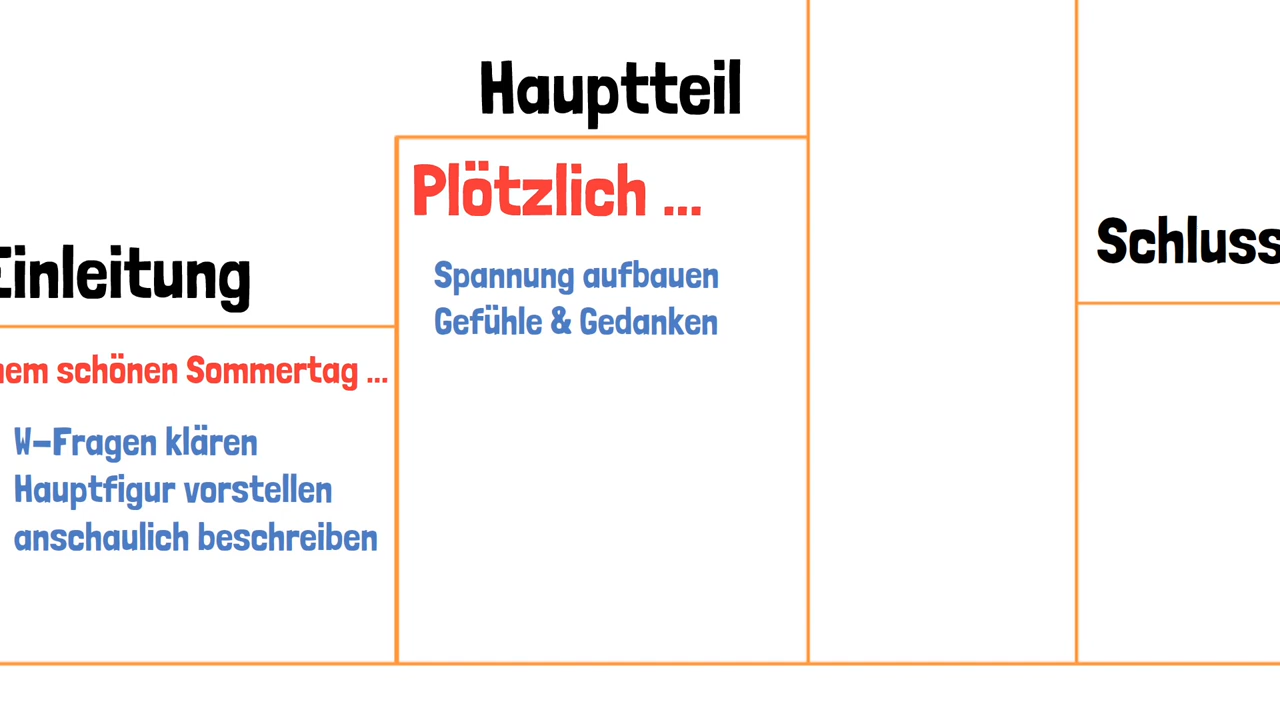 Hauptteil
Plötzlich ...
Spannung aufbauen
Gefühle & Gedanken
Einleitung
schönen Sommertag ...
W-Fragen klären
Hauptfigur vorstellen
anschaulich beschreiben
Schluss